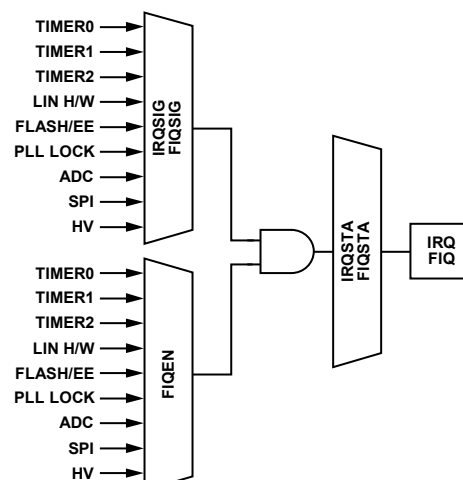 TIMER0
TIMER1
TIMER2
LIN H/W
FLASH/EE
PLL LOCK
ADC
SPI
HV
IRQSIG
FIQSIG
TIMER0
TIMER1
TIMER2
LIN H/W
FLASH/EE
PLL LOCK
ADC
SPI
HV
FIQEN
IRQSTA
FIQSTA
IRQ
FIQ